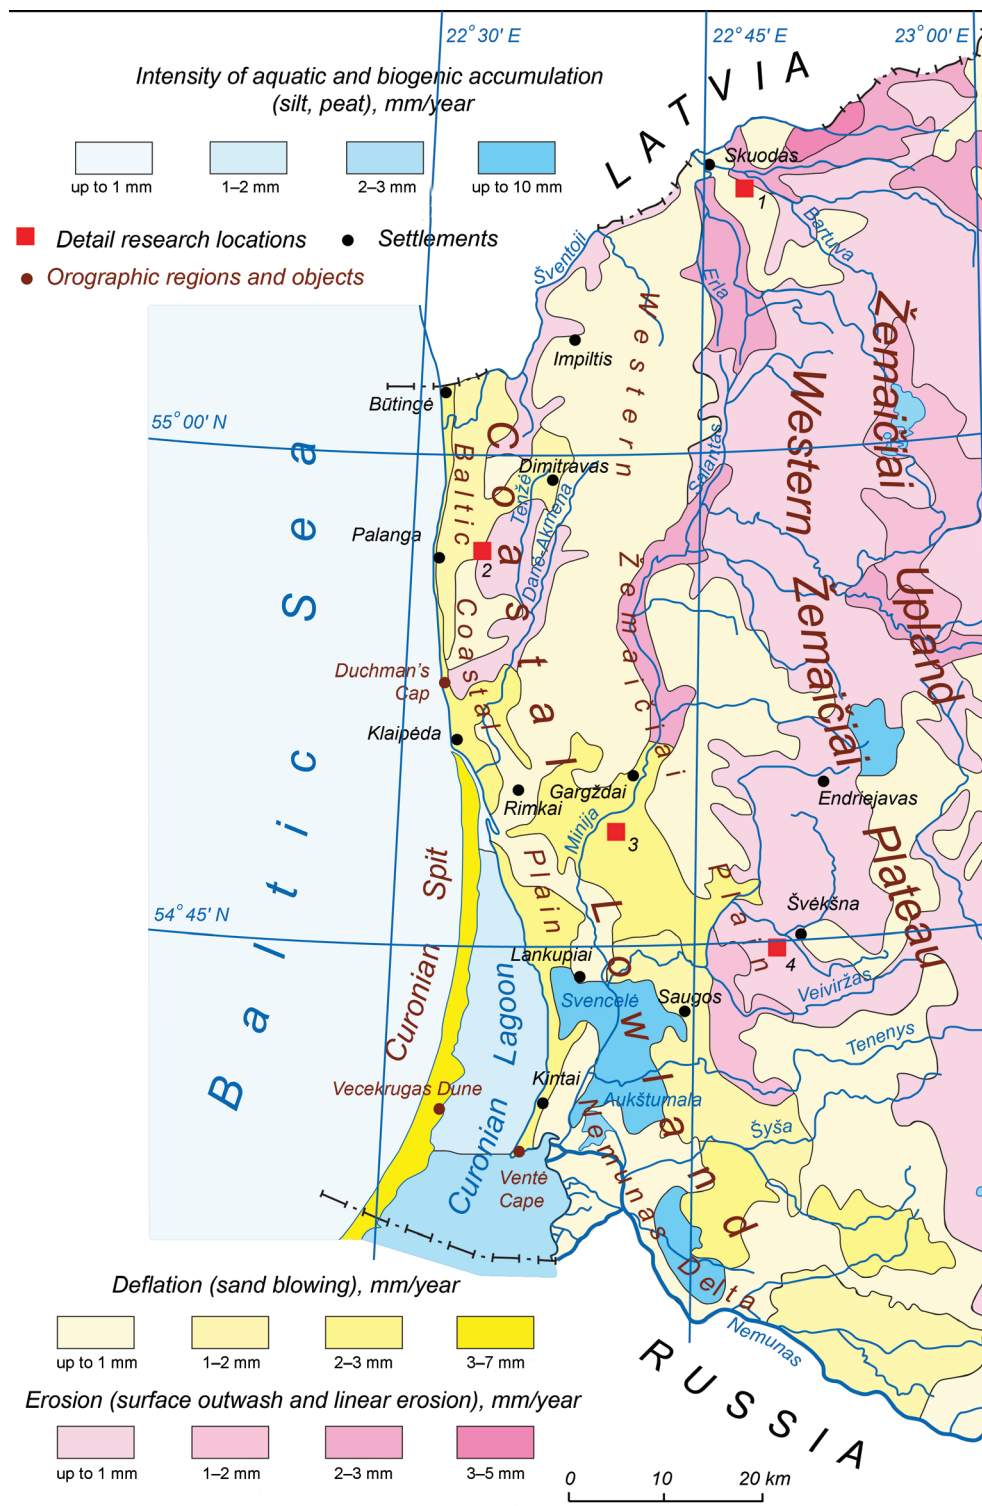 22°30' E
22°45' E
23°00' E
Intensity of aquatic and biogenic accumulation
(silt, peat), mm/year
up to 1 mm
1–2 mm
2–3 mm
up to 10 mm
Detail research locations
Settlements
Orographic regions and objects
LATVIA
Skuodas
1
Bartuva
Šventoji
Erla
Impiltis
Būtingė
55°00' N
Western Žemaičiai Plain
Žemaičiai Upland
Western Žemaičiai Plateau
Salantas
Dimitravas
Tenžė
Danė-Akmena
Baltic Coastal Plain
Coastal Lowland
Palanga
2
Baltic Sea
Duchman's
Cap
Klaipėda
Rimkai
Gargždai
Minija
3
Endriejavas
Švėkšna
4
Veiviržas
54°45' N
Curonian Spit
Curonian Lagoon
Lankupiai
Svencelė
Saugos
Tenenys
Vecekrugas Dune
Kintai
Aukštumala
Šyša
Ventė
Cape
Nemunas Delta
Nemunas
RUSSIA
Deflation (sand blowing), mm/year
up to 1 mm
1–2 mm
2–3 mm
3–7 mm
Erosion (surface outwash and linear erosion), mm/year
up to 1 mm
1–2 mm
2–3 mm
3–5 mm
0
10
20 km